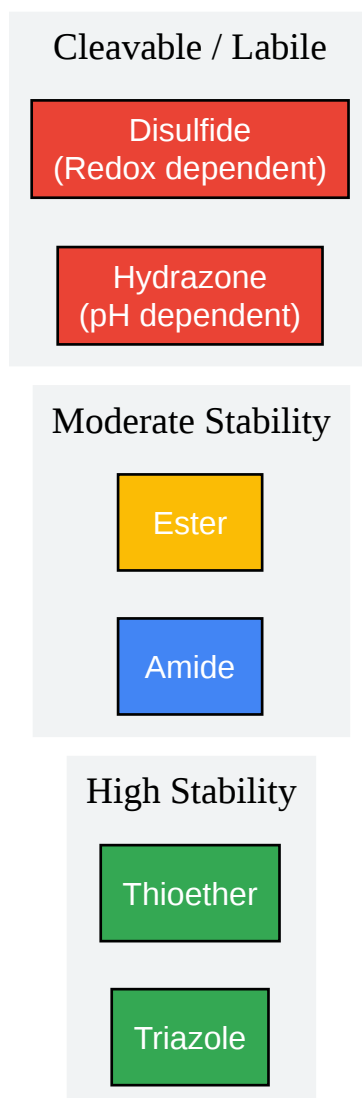 Cleavable / Labile
Disulfide
(Redox dependent)
Hydrazone
(pH dependent)
Moderate Stability
Ester
Amide
High Stability
Thioether
Triazole